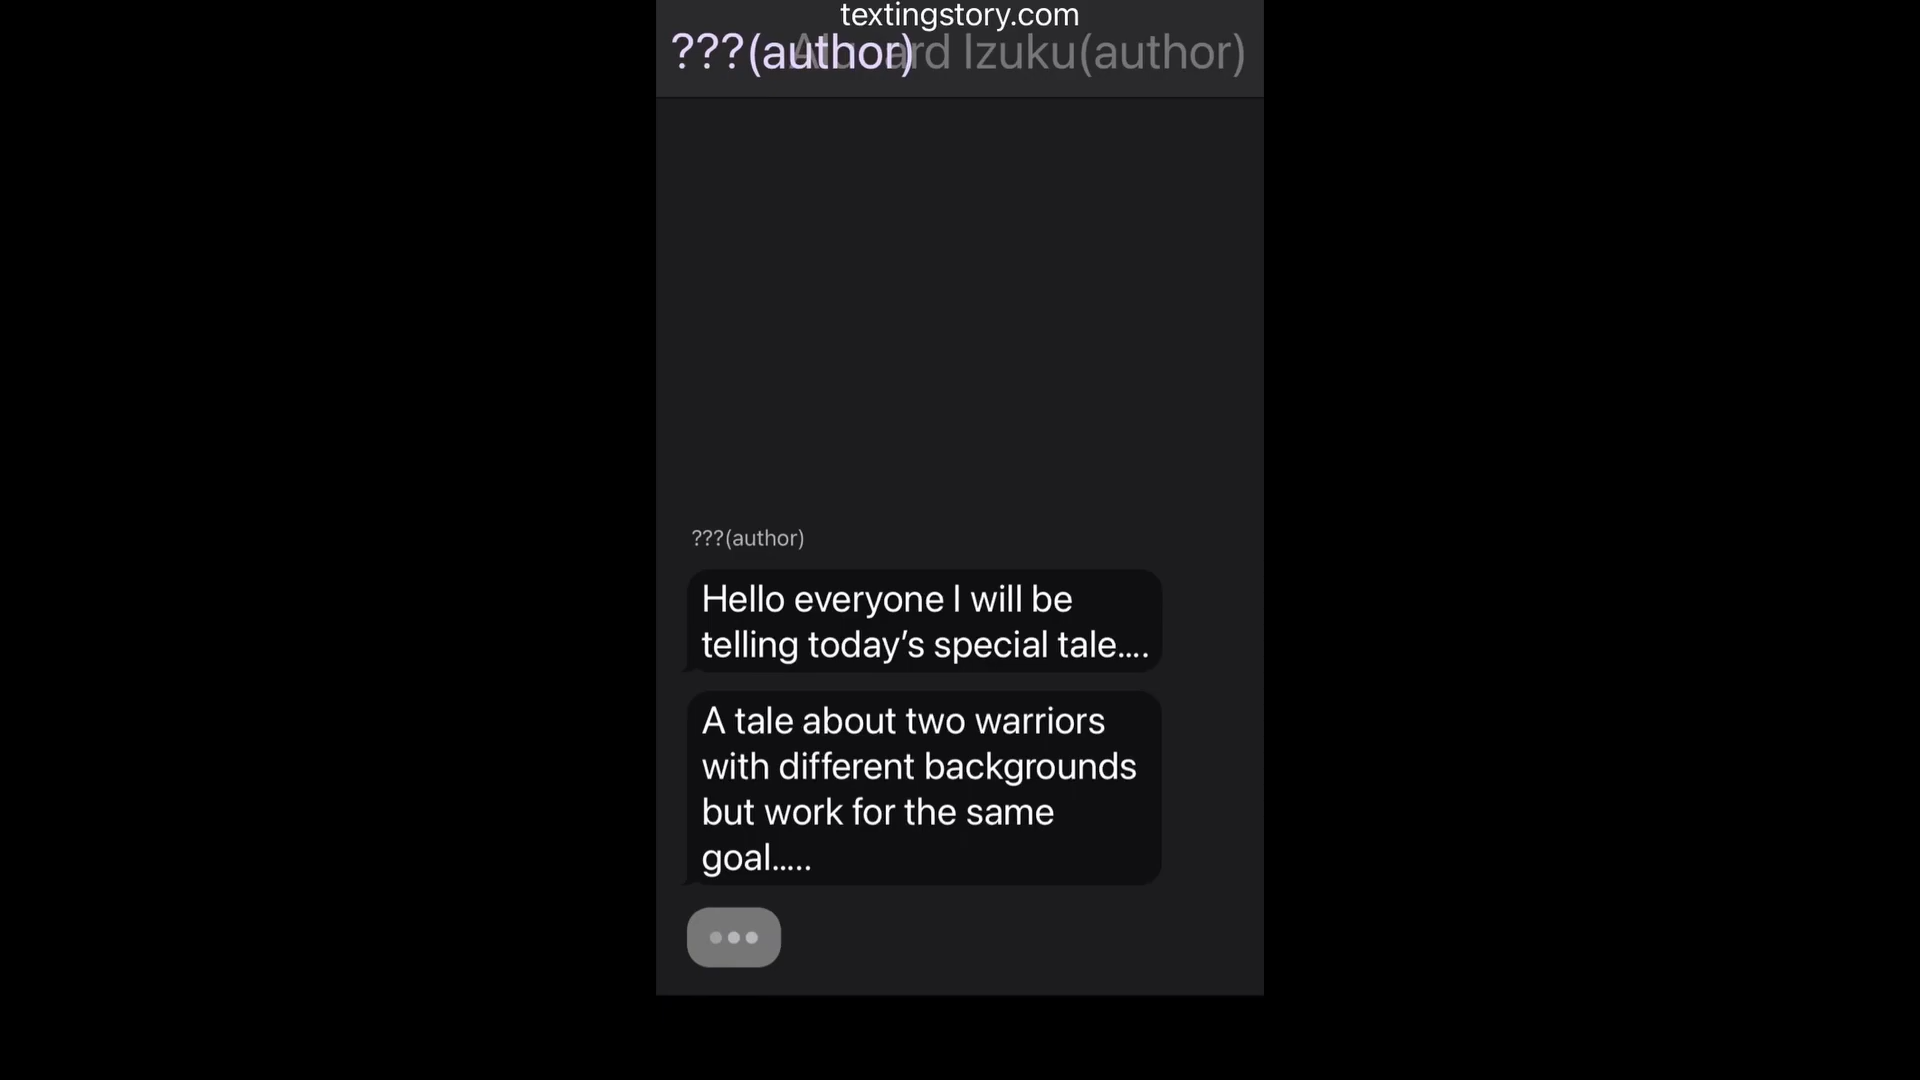 textingstory.com
???(author)
Izuku(author)
???(author)
Hello everyone I will be
telling today’s special tale....
A tale about two warriors
with different backgrounds
but work for the same
goal.....